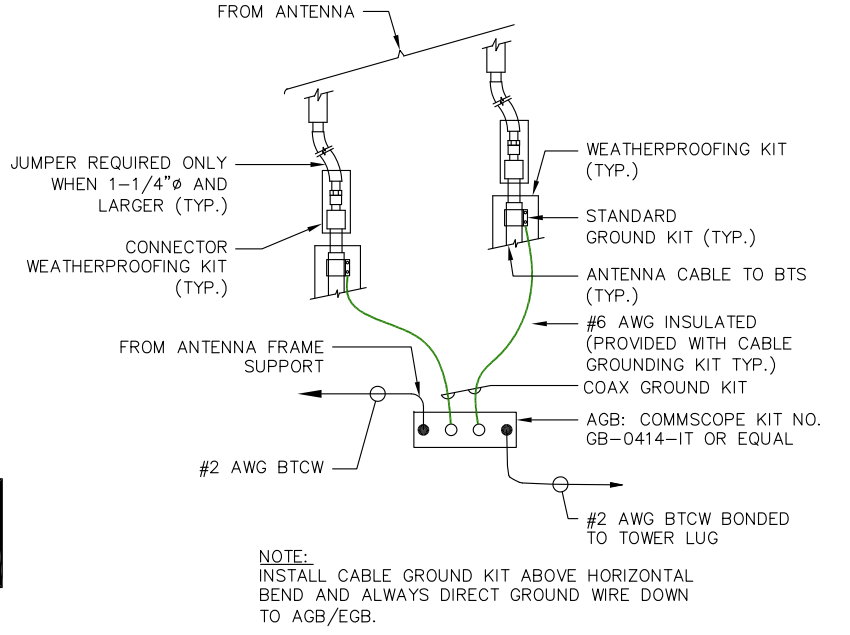 FROM ANTENNA
JUMPER REQUIRED ONLY
WHEN 1-1/4"ø AND
LARGER (TYP.)
CONNECTOR
WEATHERPROOFING KIT
(TYP.)
WEATHERPROOFING KIT
(TYP.)
STANDARD
GROUND KIT (TYP.)
ANTENNA CABLE TO BTS
(TYP.)
#6 AWG INSULATED
(PROVIDED WITH CABLE
GROUNDING KIT TYP.)
FROM ANTENNA FRAME
SUPPORT
COAX GROUND KIT
AGB: COMMSCOPE KIT NO.
GB-0414-IT OR EQUAL
#2 AWG BTCW
#2 AWG BTCW BONDED
TO TOWER LUG
NOTE:
INSTALL CABLE GROUND KIT ABOVE HORIZONTAL
BEND AND ALWAYS DIRECT GROUND WIRE DOWN
TO AGB/EGB.